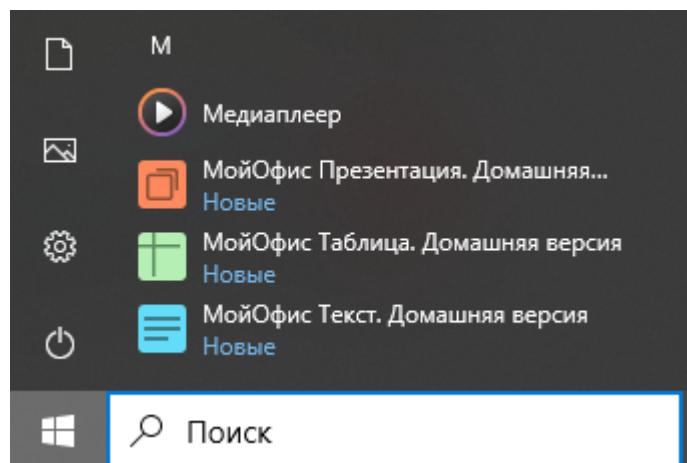 М
Медиаплеер
МойОфис Презентация. Домашняя...
Новые
МойОфис Таблица. Домашняя версия
Новые
МойОфис Текст. Домашняя версия
Новые
Поиск